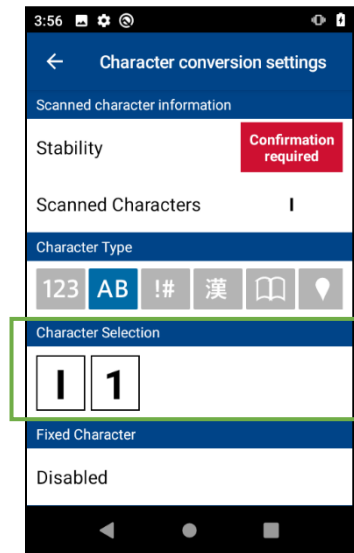 3:56
Character conversion settings
Scanned character information
Stability
Confirmation
required
Scanned Characters I
Character Type
123 AB !# 漢
Character Selection
I 1
Fixed Character
Disabled